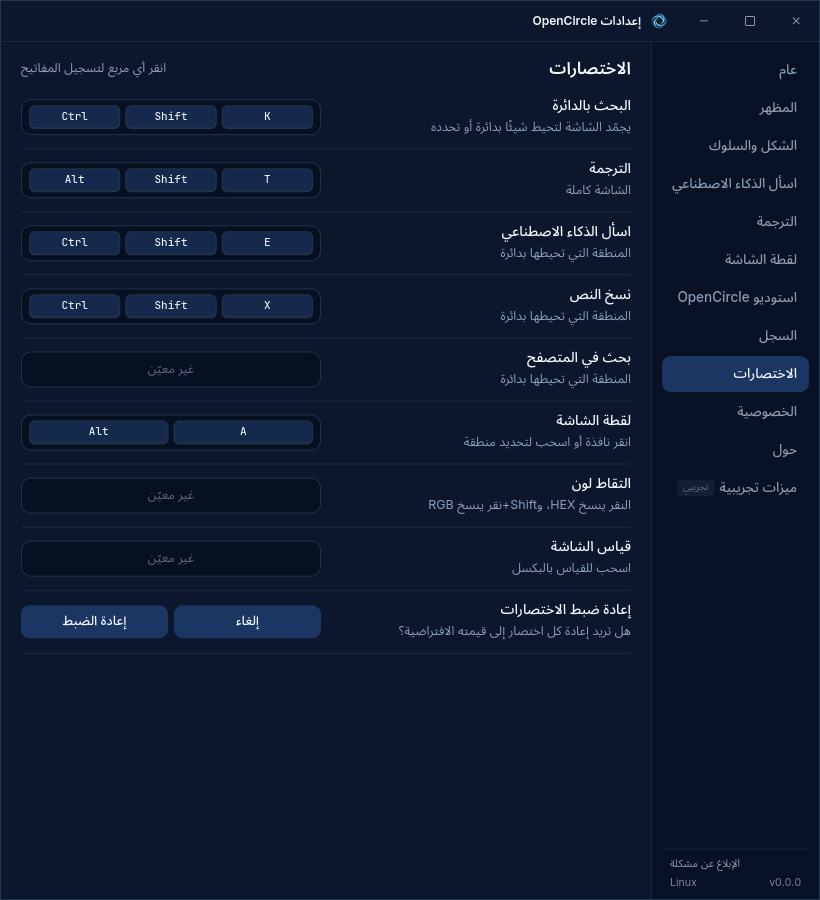 إعدادات OpenCircle
عام
المظهر
الشكل والسلوك
اسأل الذكاء الاصطناعي
الترجمة
لقطة الشاشة
استوديو OpenCircle
السجل
الاختصارات
الخصوصية
حول
ميزات تجريبية تجريبي
الإبلاغ عن مشكلة
v0.0.0 Linux
الاختصارات
انقر أي مربع لتسجيل المفاتيح
البحث بالدائرة
يجمّد الشاشة لتحيط شيئًا بدائرة أو تحدده
Ctrl Shift K
الترجمة
الشاشة كاملة
Alt Shift T
اسأل الذكاء الاصطناعي
المنطقة التي تحيطها بدائرة
Ctrl Shift E
نسخ النص
المنطقة التي تحيطها بدائرة
Ctrl Shift X
بحث في المتصفح
المنطقة التي تحيطها بدائرة
غير معيّن
لقطة الشاشة
انقر نافذة أو اسحب لتحديد منطقة
Alt A
التقاط لون
النقر ينسخ HEX، وShift+نقر ينسخ RGB
غير معيّن
قياس الشاشة
اسحب للقياس بالبكسل
غير معيّن
إعادة ضبط الاختصارات
هل تريد إعادة كل اختصار إلى قيمته الافتراضية؟
إلغاء
إعادة الضبط